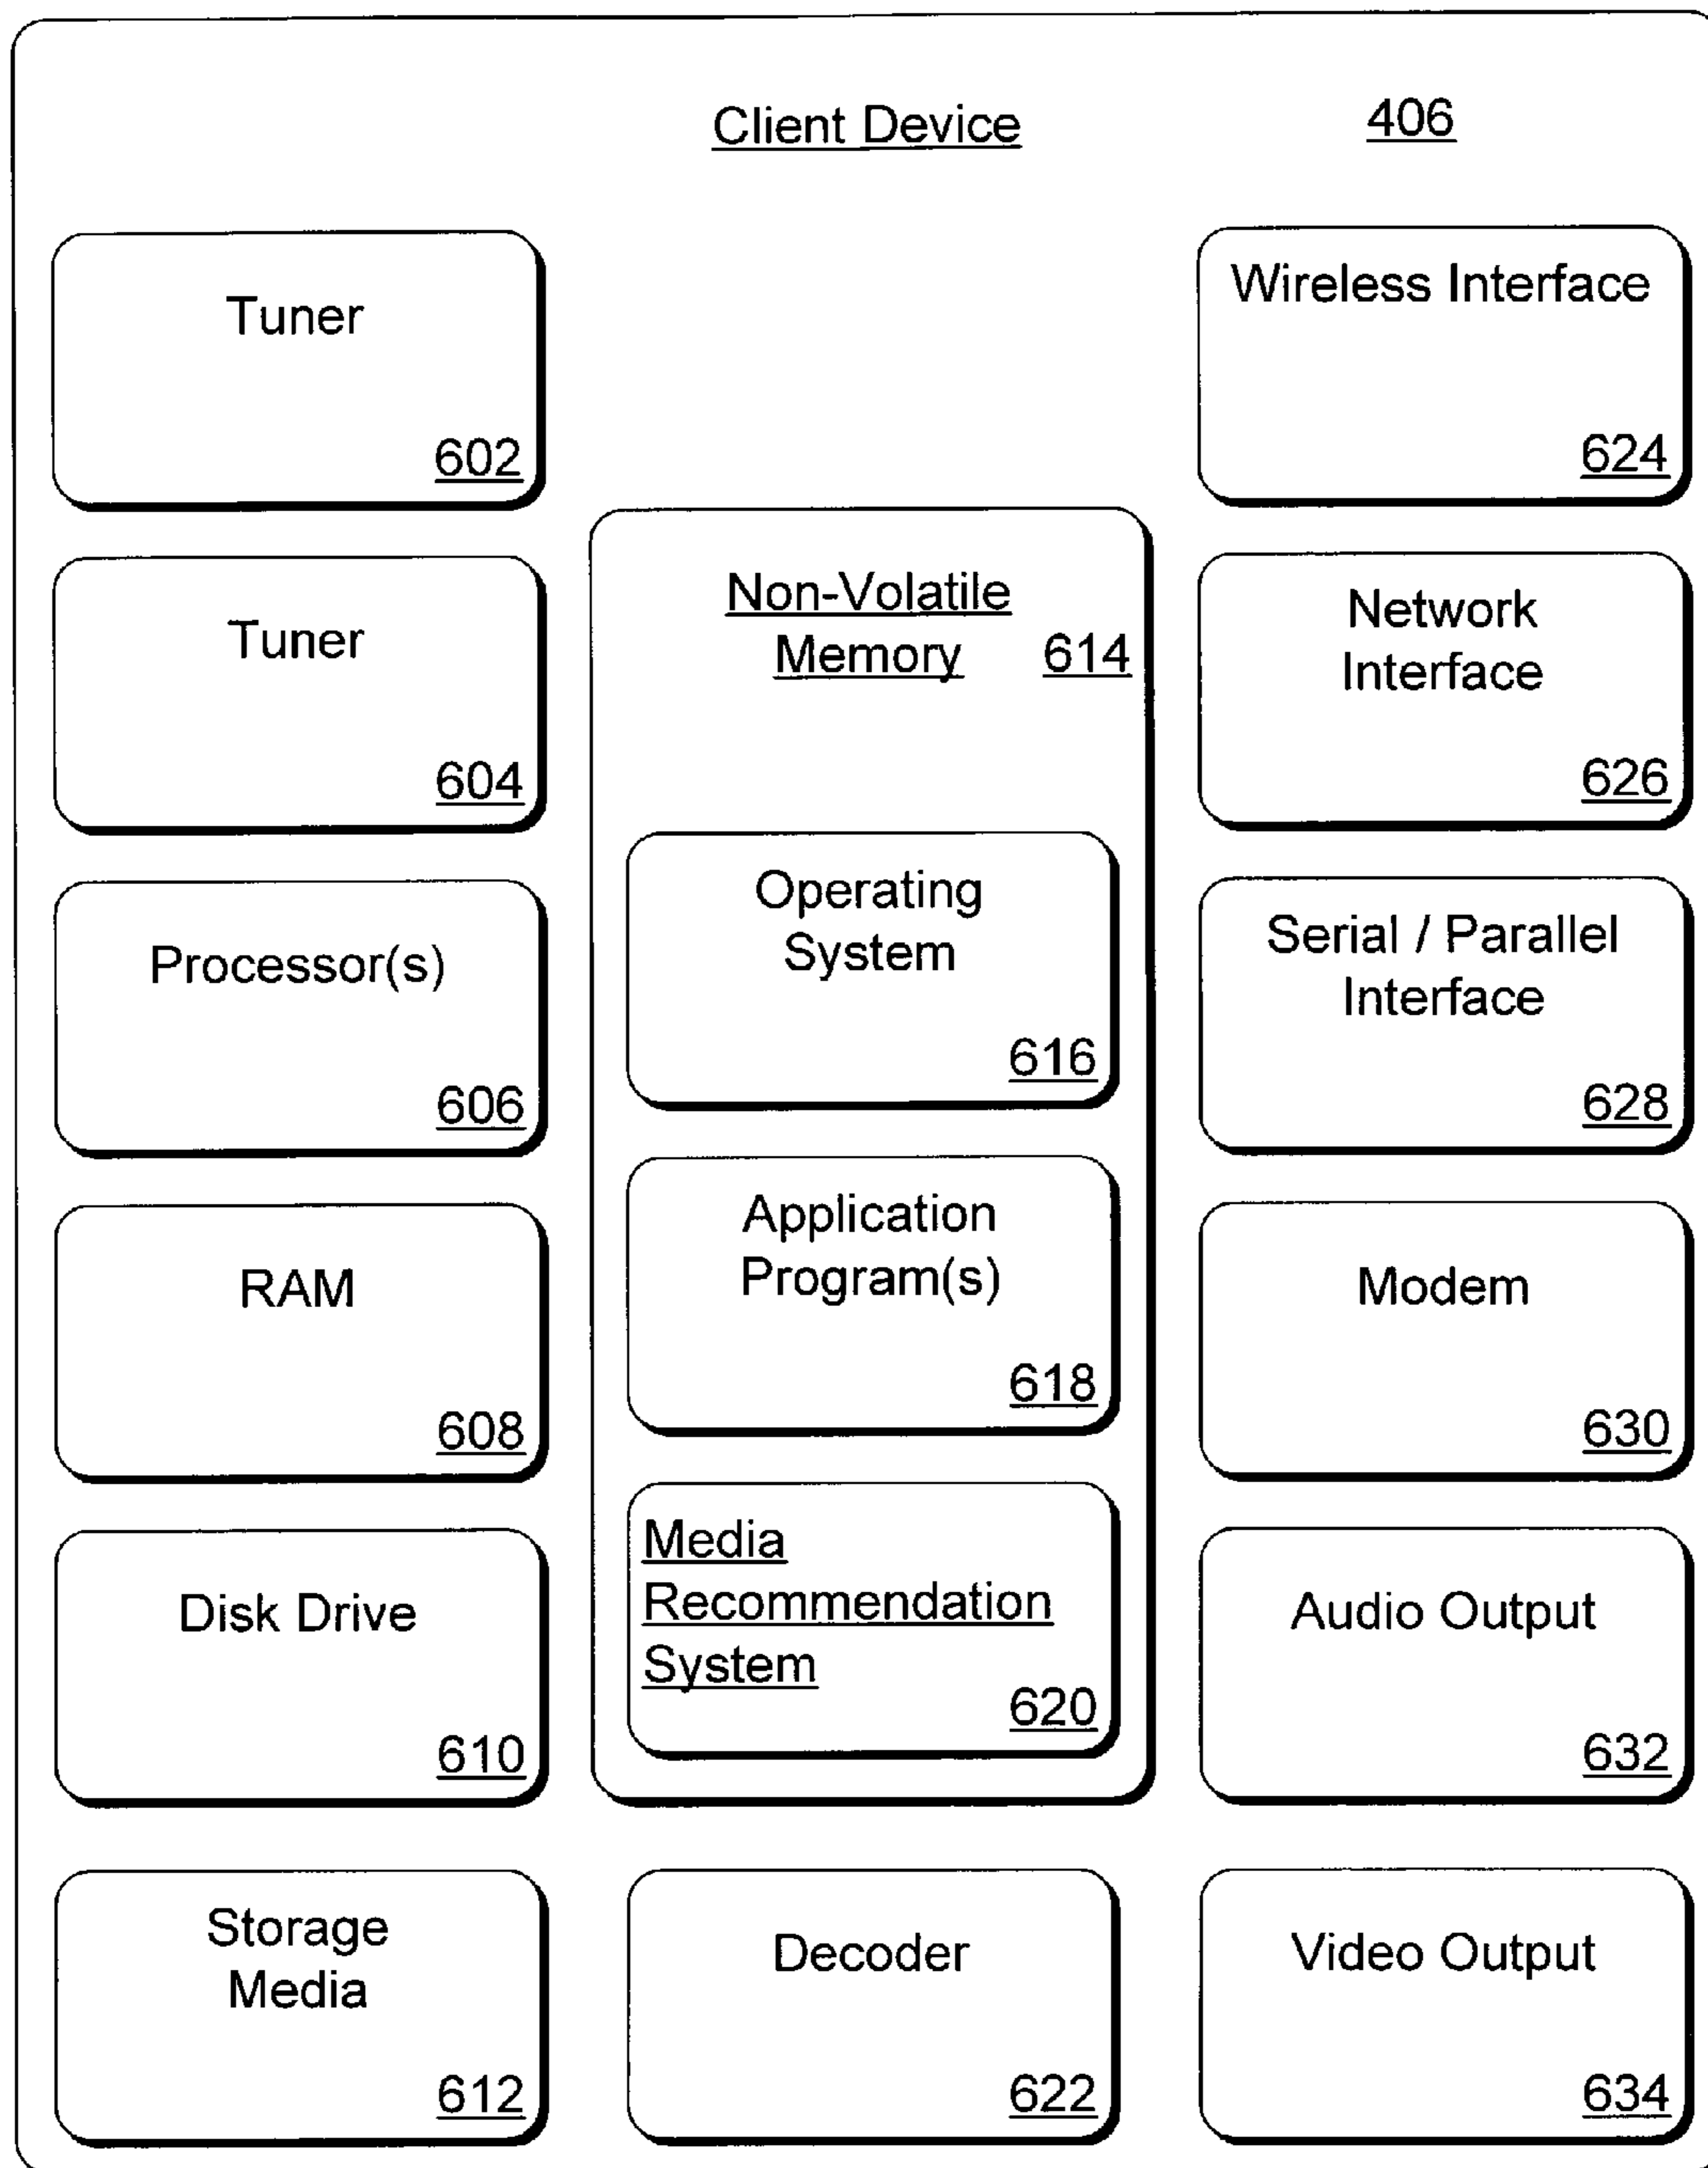 Client Device 406
Tuner
602
Tuner
604
Processor(s)
606
RAM
608
Disk Drive
610
Storage
Media
612
Non-Volatile
Memory 614
Operating
System
616
Application
Program(s)
618
Media
Recommendation
System
620
Decoder
622
Wireless Interface
624
Network
Interface
626
Serial / Parallel
Interface
628
Modem
630
Audio Output
632
Video Output
634